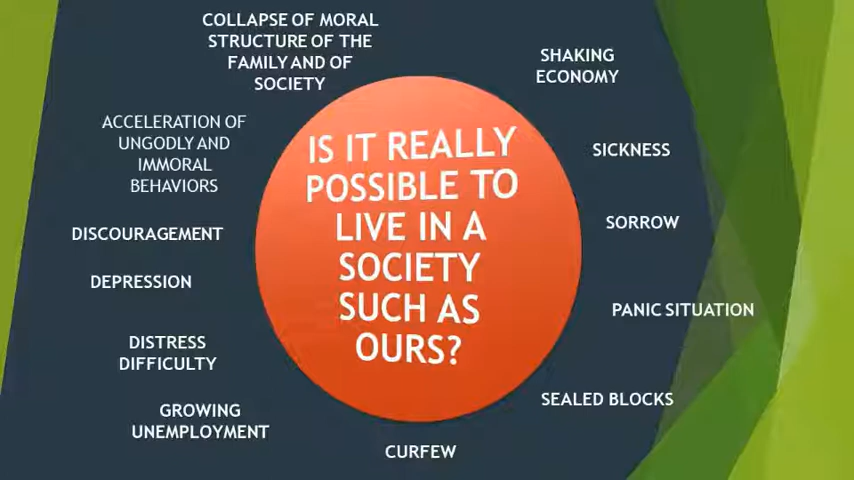 COLLAPSE OF MORAL
STRUCTURE OF THE
FAMILY AND OF
SOCIETY
SHAKING
ECONOMY
ACCELERATION OF
UNGODLY AND
IMMORAL
BEHAVIORS
IS IT REALLY
POSSIBLE TO
LIVE IN A
SOCIETY
SUCH AS
OURS?
SICKNESS
DISCOURAGEMENT
SORROW
DEPRESSION
PANIC SITUATION
DISTRESS
DIFFICULTY
SEALED BLOCKS
GROWING
UNEMPLOYMENT
CURFEW